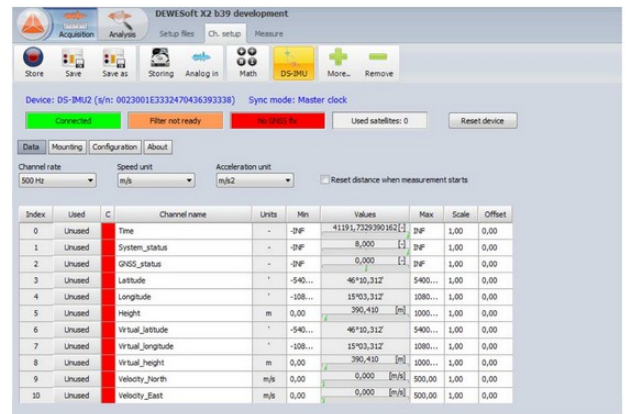 DEWESoft X2 b39 development
Acquisition Analysis Setup files Ch. setup Measure
Store Save Save as Storing Analog in Math DS-IMU More... Remove
Device: DS-IMU2 (s/n: 0023001E3332470436393338) Sync mode: Master clock
Connected Filter not ready No GNSS fix Used satellites: 0 Reset device
Data Mounting Configuration About
Channel rate Speed unit Acceleration unit
500 Hz m/s m/s2 Reset distance when measurement starts
Index Used C Channel name Units Min Values Max Scale Offset
0 Unused Time - -INF 41191,7329390162 [-] INF 1,00 0,00
1 Unused System_status - -INF 8,000 [-] INF 1,00 0,00
2 Unused GNSS_status - -INF 0,000 [-] INF 1,00 0,00
3 Unused Latitude ' -540... 46°10,312' 5400... 1,00 0,00
4 Unused Longitude ' -108... 15°03,312' 1080... 1,00 0,00
5 Unused Height m 0,00 390,410 [m] 1000... 1,00 0,00
6 Unused Virtual_latitude ' -540... 46°10,312' 5400... 1,00 0,00
7 Unused Virtual_longitude ' -108... 15°03,312' 1080... 1,00 0,00
8 Unused Virtual_height m 0,00 390,410 [m] 1000... 1,00 0,00
9 Unused Velocity_North m/s 0,00 0,000 [m/s] 500,00 1,00 0,00
10 Unused Velocity_East m/s 0,00 0,000 [m/s] 500,00 1,00 0,00